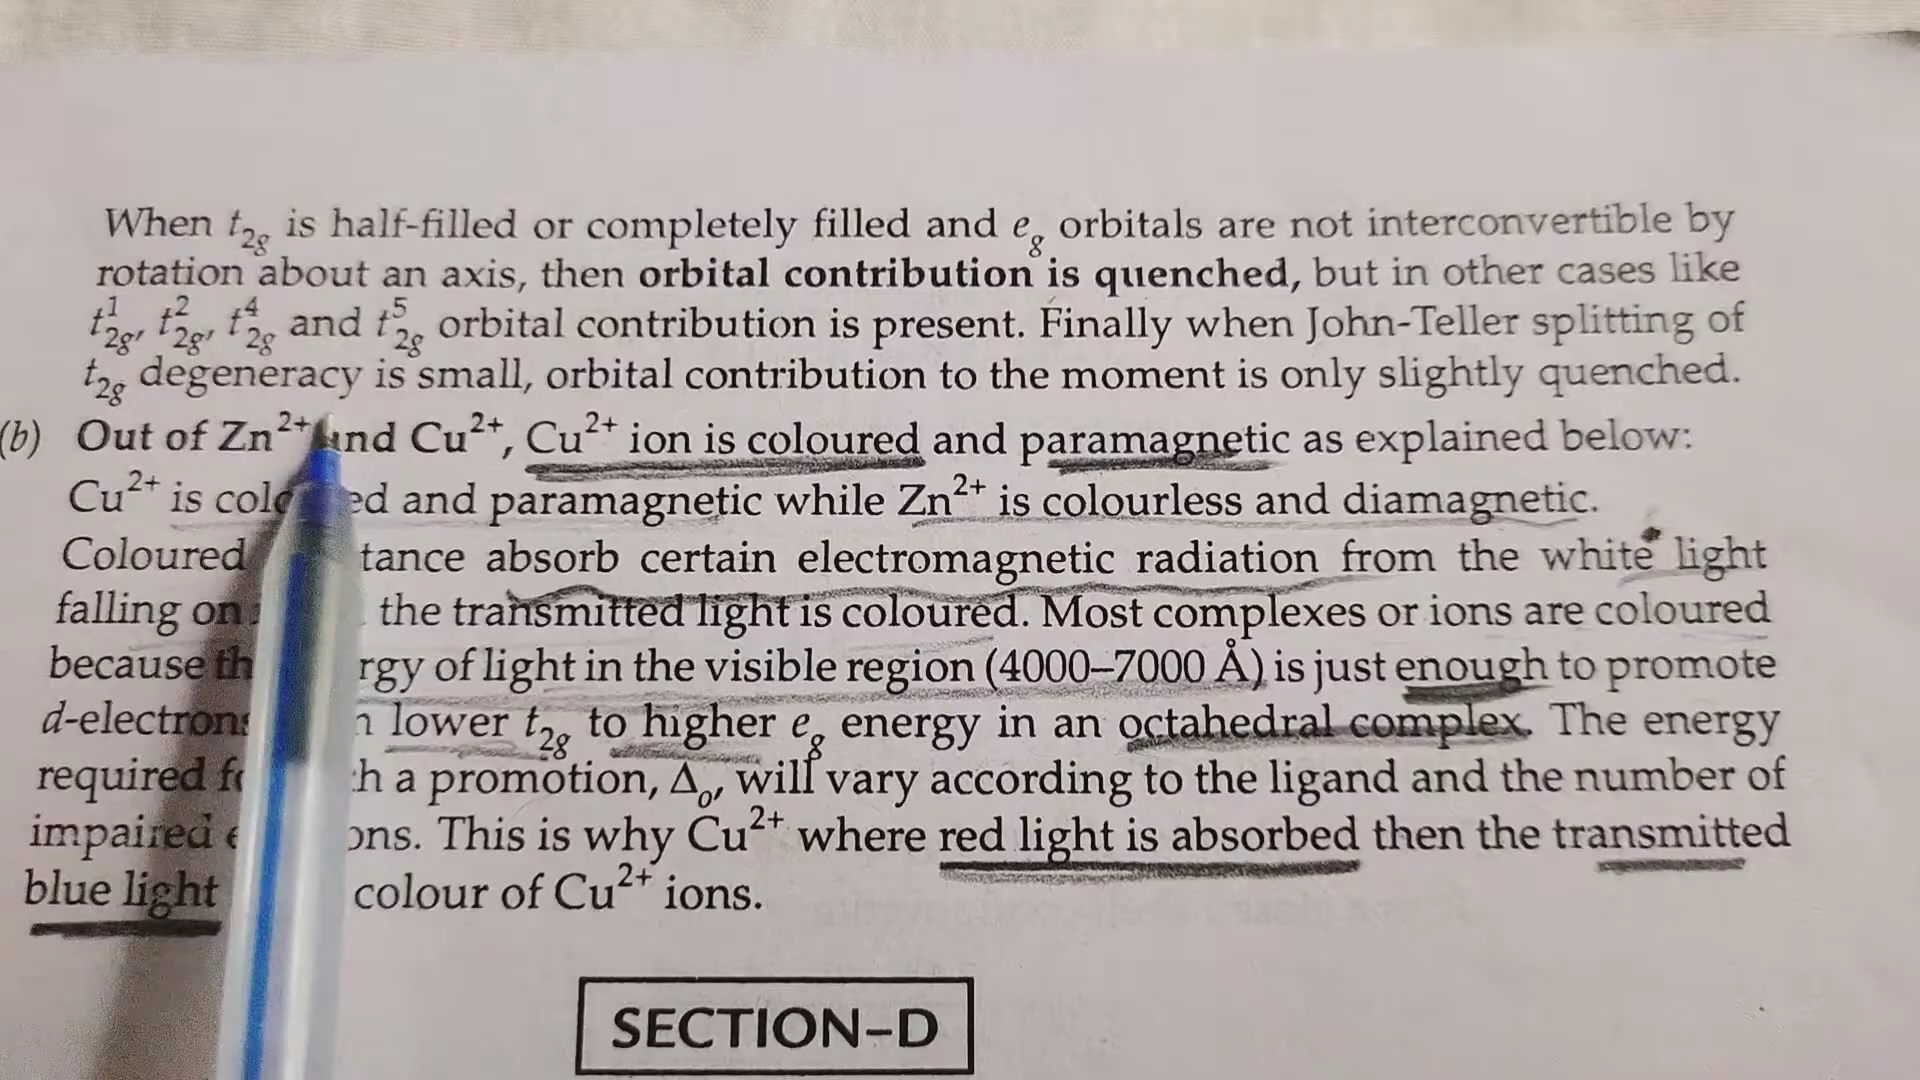 When t₂g is half-filled or completely filled and eg orbitals are not interconvertible by
rotation about an axis, then orbital contribution is quenched, but in other cases like
t¹₂g, t²₂g, t⁴₂g and t⁵₂g orbital contribution is present. Finally when John-Teller splitting of
t₂g degeneracy is small, orbital contribution to the moment is only slightly quenched.
(b) Out of Zn²⁺ and Cu²⁺, Cu²⁺ ion is coloured and paramagnetic as explained below:
Cu²⁺ is and paramagnetic while Zn²⁺ is colourless and diamagnetic.
Coloured absorb certain electromagnetic radiation from the white light
falling on the transmitted light is coloured. Most complexes or ions are coloured
because of light in the visible region (4000–7000 Å) is just enough to promote
d-electrons lower t₂g to higher eg energy in an octahedral complex. The energy
required a promotion, Δₒ, will vary according to the ligand and the number of
impaired This is why Cu²⁺ where red light is absorbed then the transmitted
blue light colour of Cu²⁺ ions.
SECTION–D